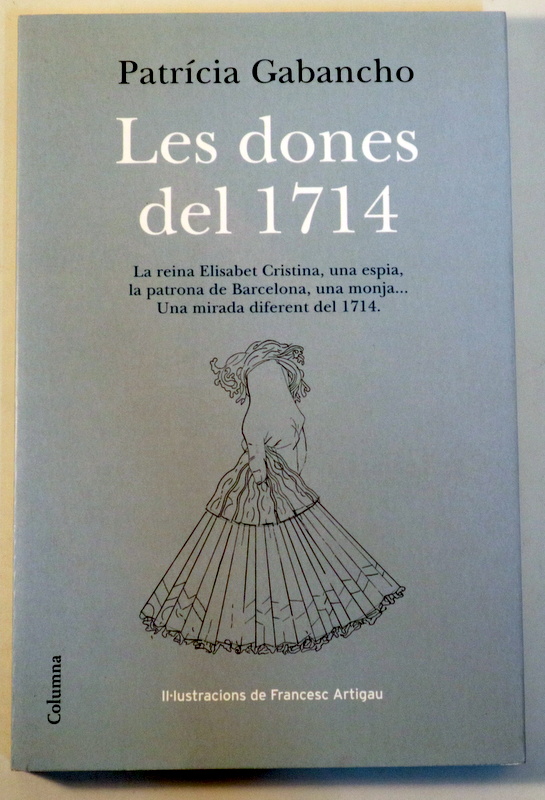 Patrícia Gabancho
Les dones
del 1714
La reina Elisabet Cristina, una espia,
la patrona de Barcelona, una monja...
Una mirada diferent del 1714.
Columna
Il·lustracions de Francesc Artigau